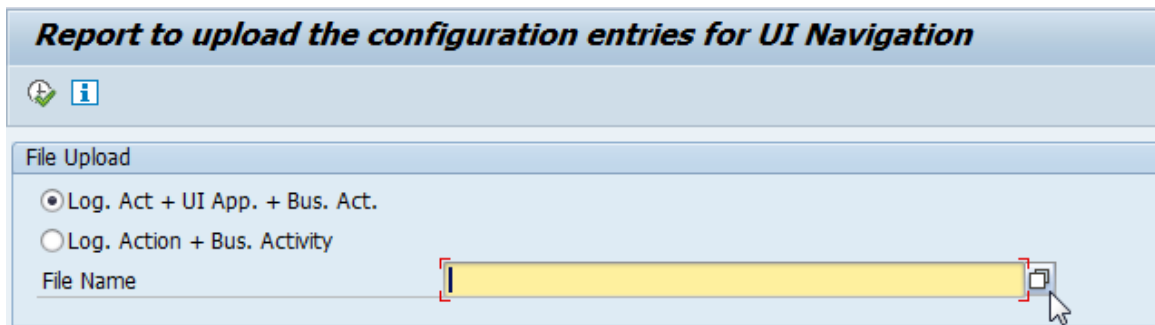 Report to upload the configuration entries for UI Navigation
File Upload
Log. Act + UI App. + Bus. Act.
Log. Action + Bus. Activity
File Name